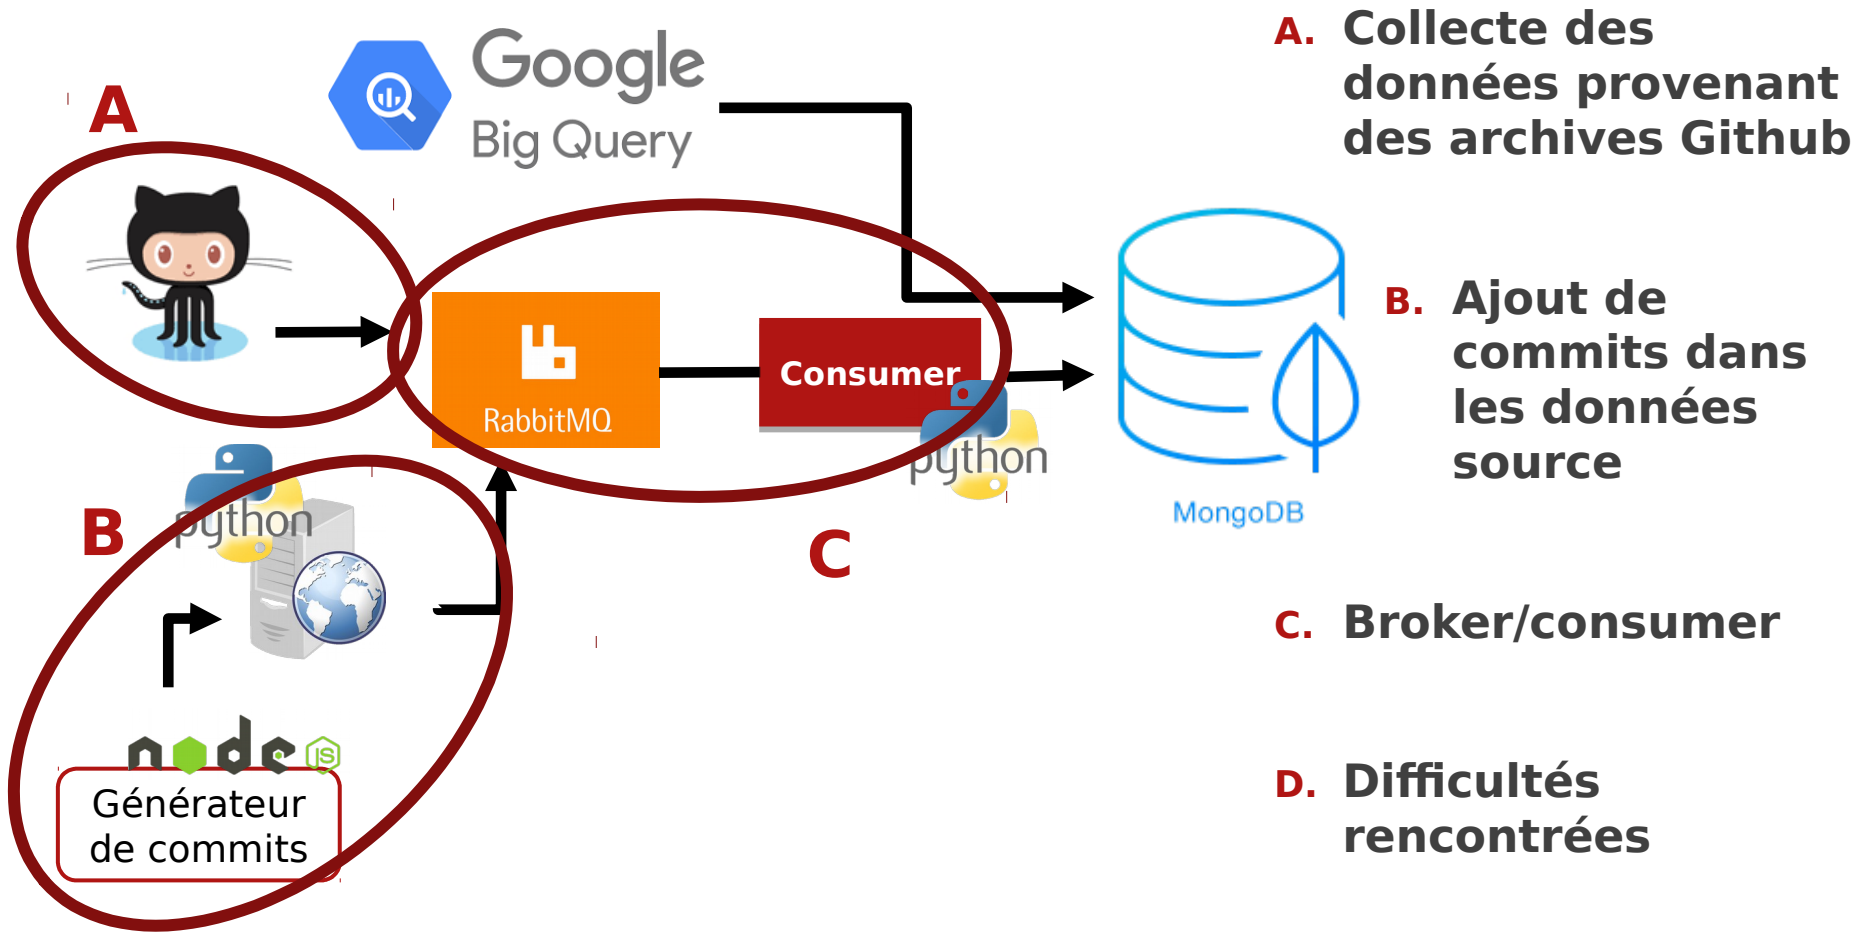 A
Google
Big Query
RabbitMQ
Consumer
python
MongoDB
B
python
C
node
JS
Générateur
de commits
A. Collecte des
données provenant
des archives Github
B. Ajout de
commits dans
les données
source
C. Broker/consumer
D. Difficultés
rencontrées